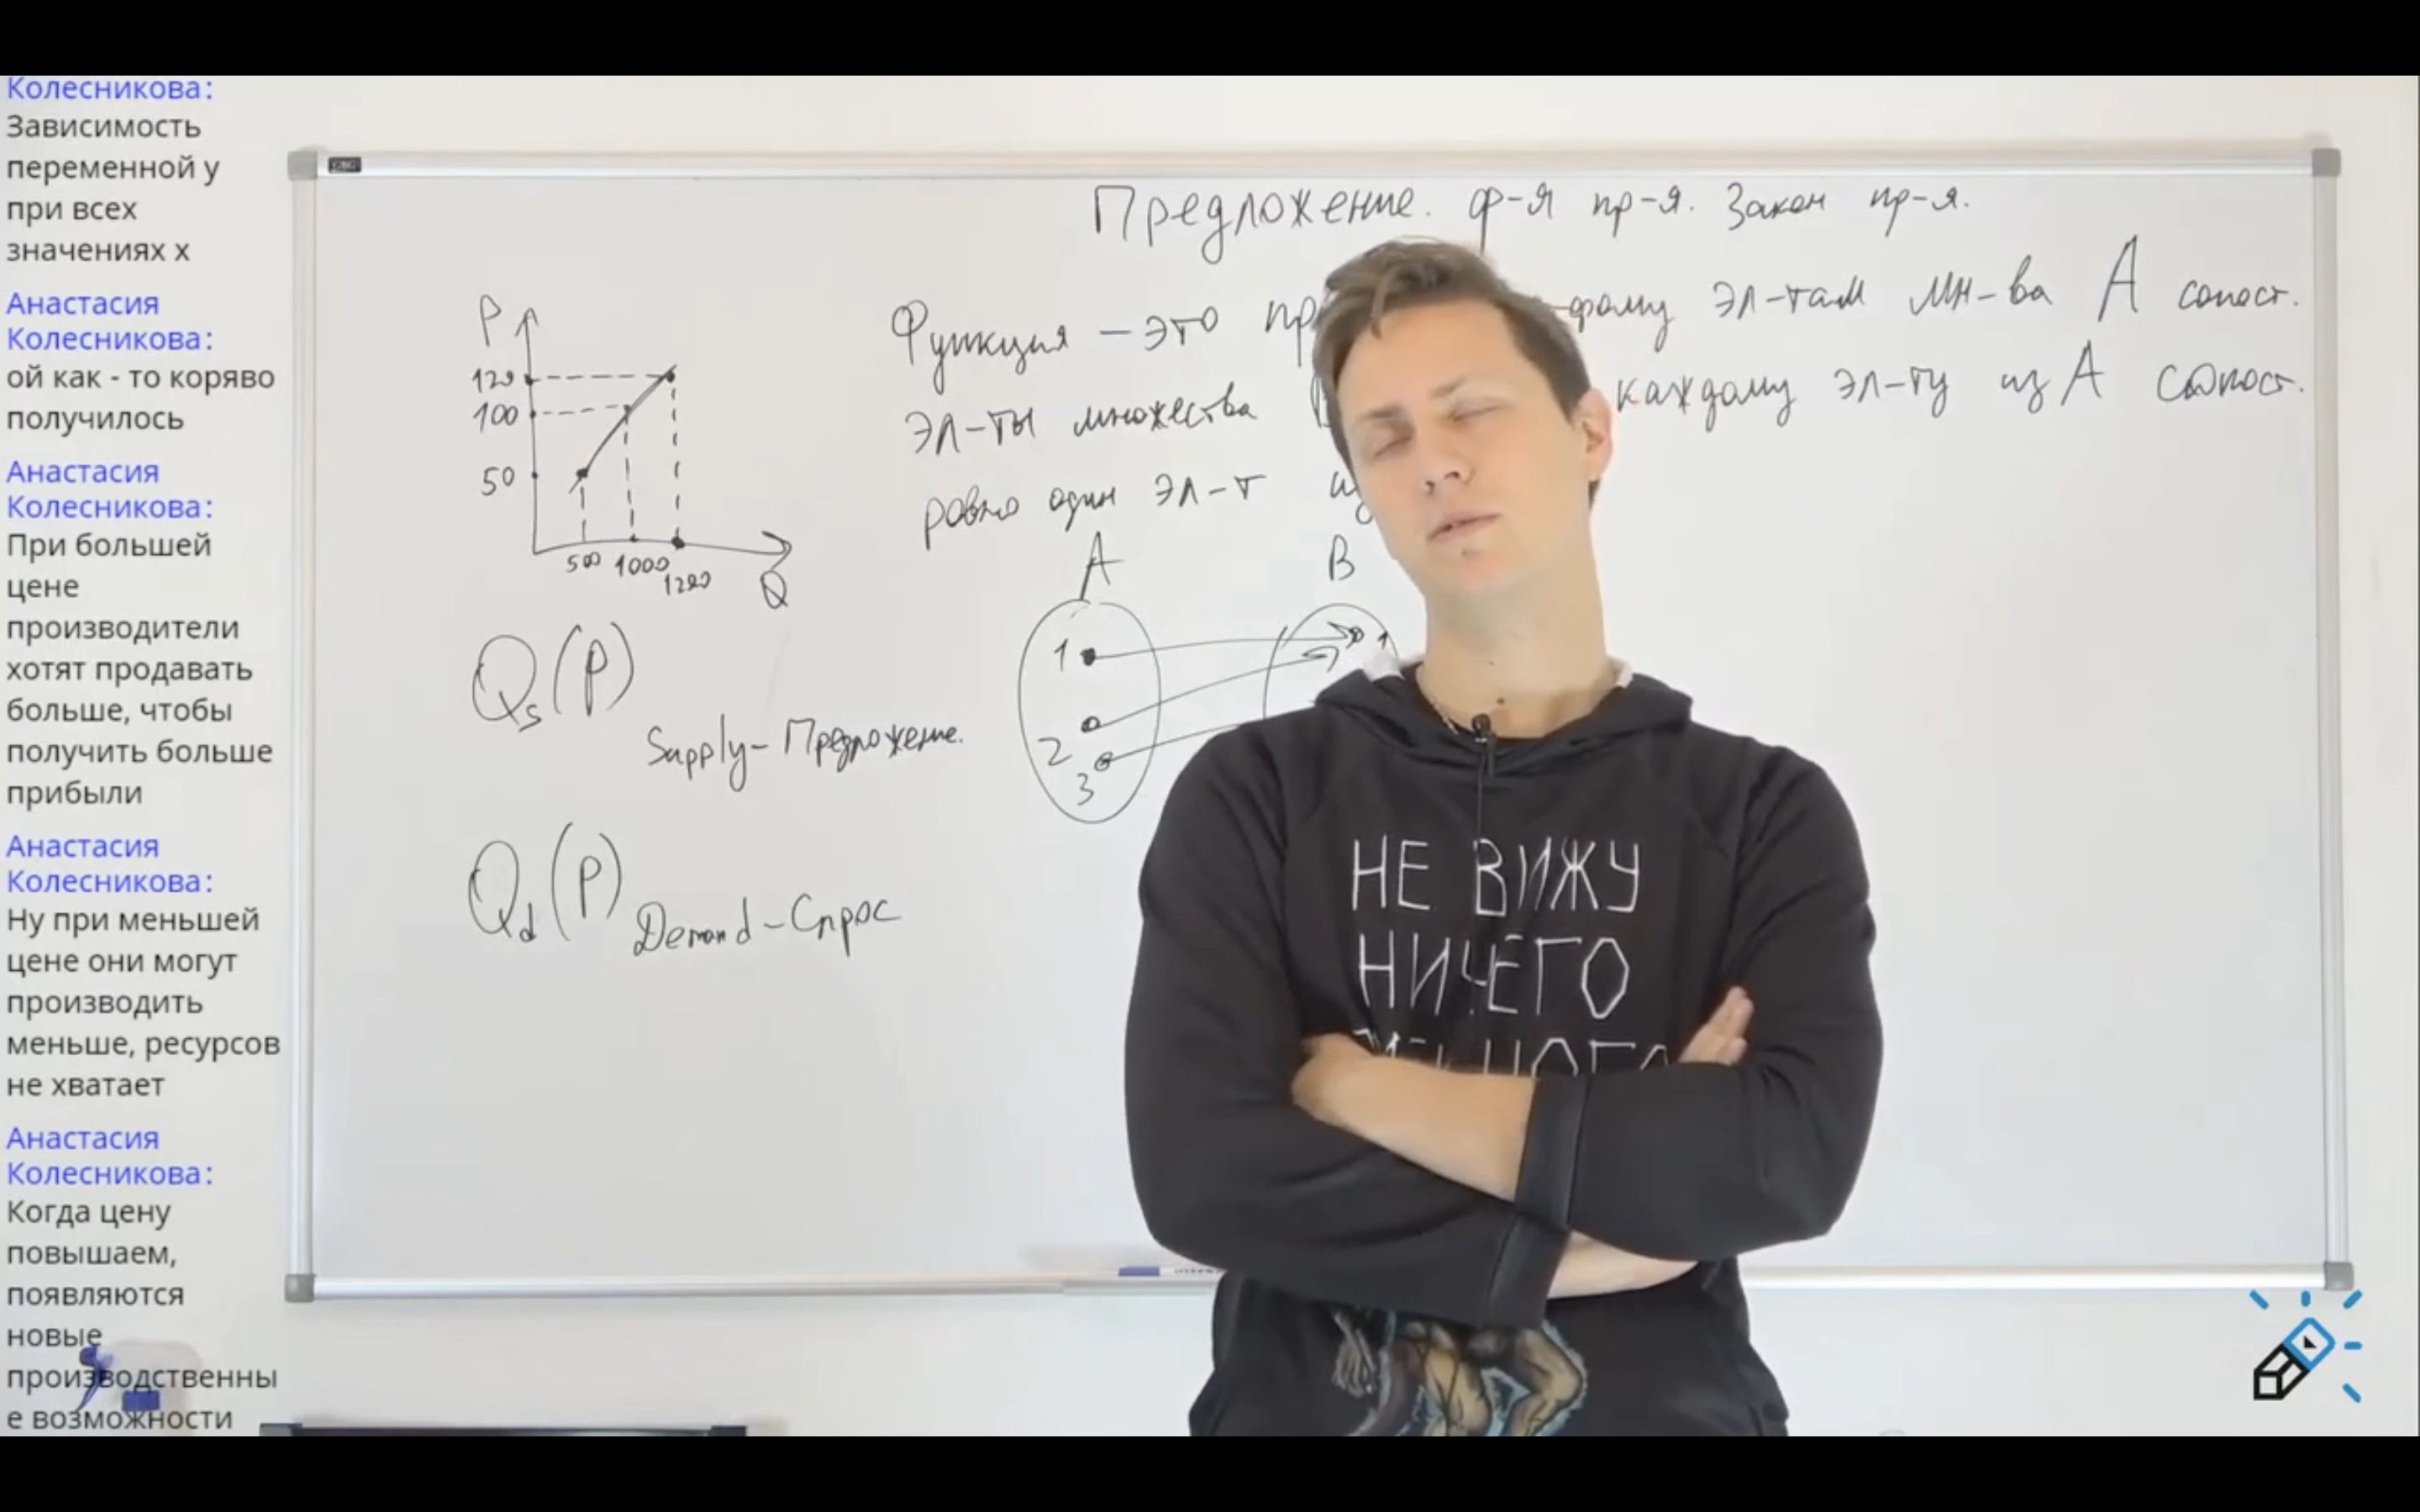 Колесникова:
Зависимость
переменной у
при всех
значениях x
Анастасия
Колесникова:
ой как - то коряво
получилось
Анастасия
Колесникова:
При большей
цене
производители
хотят продавать
больше, чтобы
получить больше
прибыли
Анастасия
Колесникова:
Ну при меньшей
цене они могут
производить
меньше, ресурсов
не хватает
Анастасия
Колесникова:
Когда цену
повышаем,
появляются
новые
производственны
е возможности
Предложение. ф-я пр-я. Закон пр-я.
Функция - это эл-там мн-ва A сопост.
эл-ты множества каждому эл-ту из A сопост.
ровно один эл-т
P
120
100
50
500 1000
1200
Q
Qs(P)
Supply - Предложение.
Qd(P)
Demand - Спрос
A B
1 1
2
3
НЕ ВИЖУ
НИЧЕГО